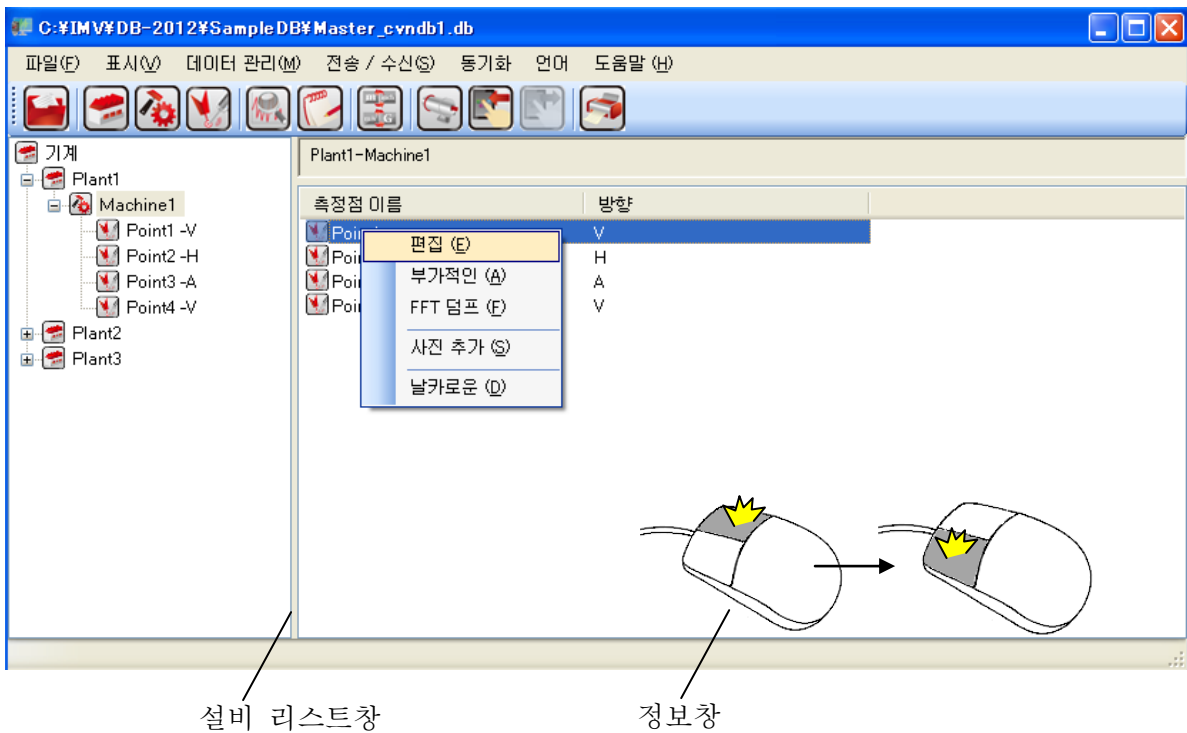 C:¥IMV¥DB-2012¥SampleDB¥Master_cvndb1.db
파일(F) 표시(V) 데이터 관리(M) 전송 / 수신(S) 동기화 언어 도움말 (H)
기계
Plant1
Machine1
Point1 -V
Point2 -H
Point3 -A
Point4 -V
Plant2
Plant3
Plant1-Machine1
측정점 이름 방향
V
H
A
V
편집 (E)
부가적인 (A)
FFT 덤프 (F)
사진 추가 (S)
날카로운 (D)
설비 리스트창
정보창